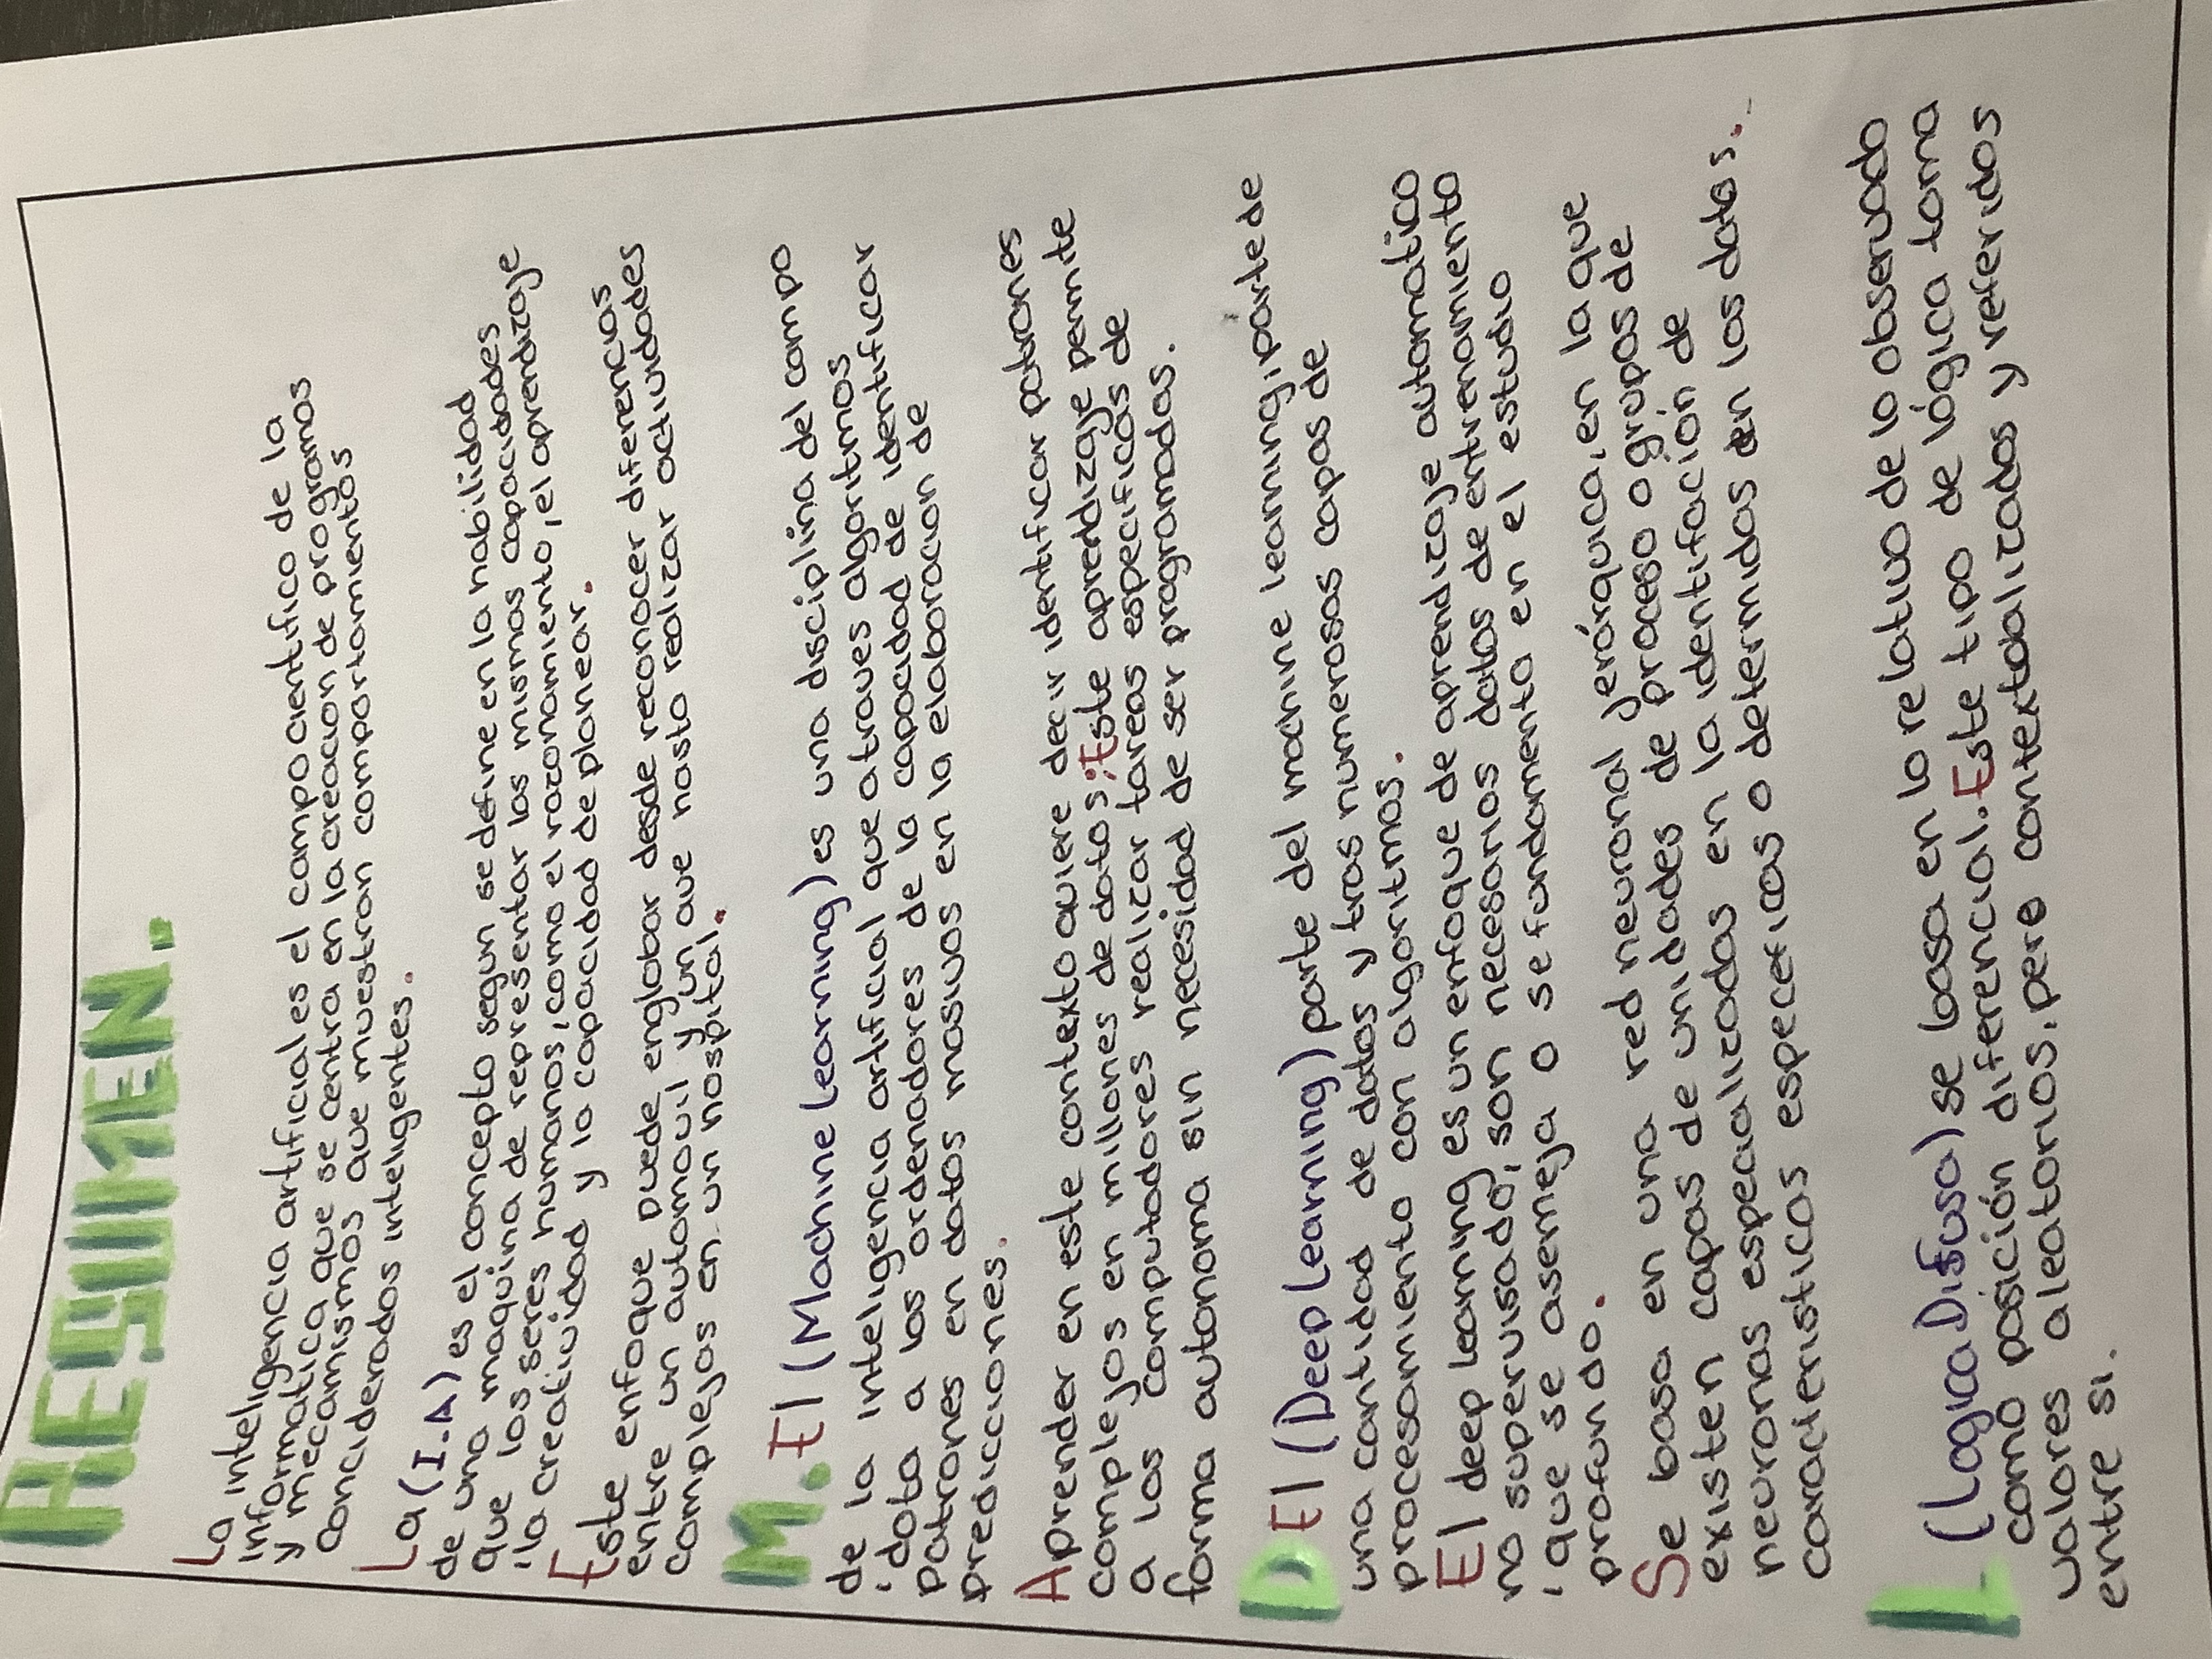 RESUMEN.
La inteligencia artificial es el campo cientifico de la
informatica que se centra en la creacion de programas
y mecamismos que muestran comportamientos
conciderados inteligentes.
La (I.A) es el concepto segun se define en la habilidad
de una maquina de representar las mismas capacidades
que los seres humanos, como el razonamiento, el aprendizaje
'la creatividad y la capacidad de planear.
Este enfoque puede englobar desde reconocer diferencias
entre un automovil y un ave hasta realizar actividades
complejas en un hospital.
M. El (Machine Learning) es una disciplina del campo
de la inteligencia artificial que a traves algoritmos
'dota a los ordenadores de la capacidad de identificar
patrones en datos masivos en la elaboracion de
predicciones.
Aprender en este contexto quiere decir identificar patrones
complejos en millones de datos; Este aprendizaje permite
a los computadores realizar tareas especificas de
forma autonoma sin necesidad de ser programadas.
D El (Deep Learning) parte del machine learning, parte de
una cantidad de datos y tras numerosas capas de
procesamiento con algoritmos.
El deep learning es un enfoque de aprendizaje automatico
no supervisado, son necesarios datos de entrenamiento
'que se asemeja o se fundamenta en el estudio
profundo.
Se basa en una red neuronal jerárquica, en la que
existen capas de unidades de proceso o grupos de
neuronas especializadas en la identifación de
caracteristicas especeficas o determidas en los datos.
L (Logica Difusa) se basa en lo relativo de lo observado
como posición diferencial. Este tipo de lógica toma
valores aleatorios, pero contextualizados y referidos
entre si.